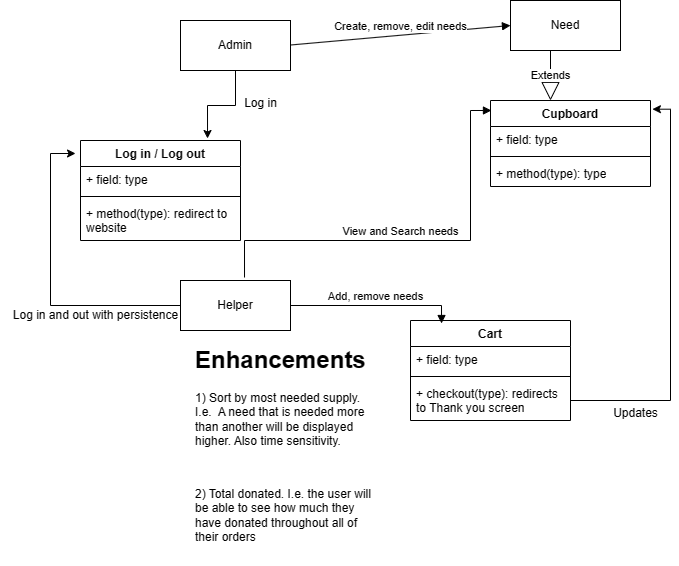 Create, remove, edit needs
Need
Admin
Extends
Log in
Cupboard
+ field: type
+ method(type): type
Log in / Log out
+ field: type
+ method(type): redirect to
website
View and Search needs
Helper
Add, remove needs
Log in and out with persistence
Cart
+ field: type
+ checkout(type): redirects
to Thank you screen
Updates
Enhancements
1) Sort by most needed supply.
I.e. A need that is needed more
than another will be displayed
higher. Also time sensitivity.
2) Total donated. I.e. the user will
be able to see how much they
have donated throughout all of
their orders